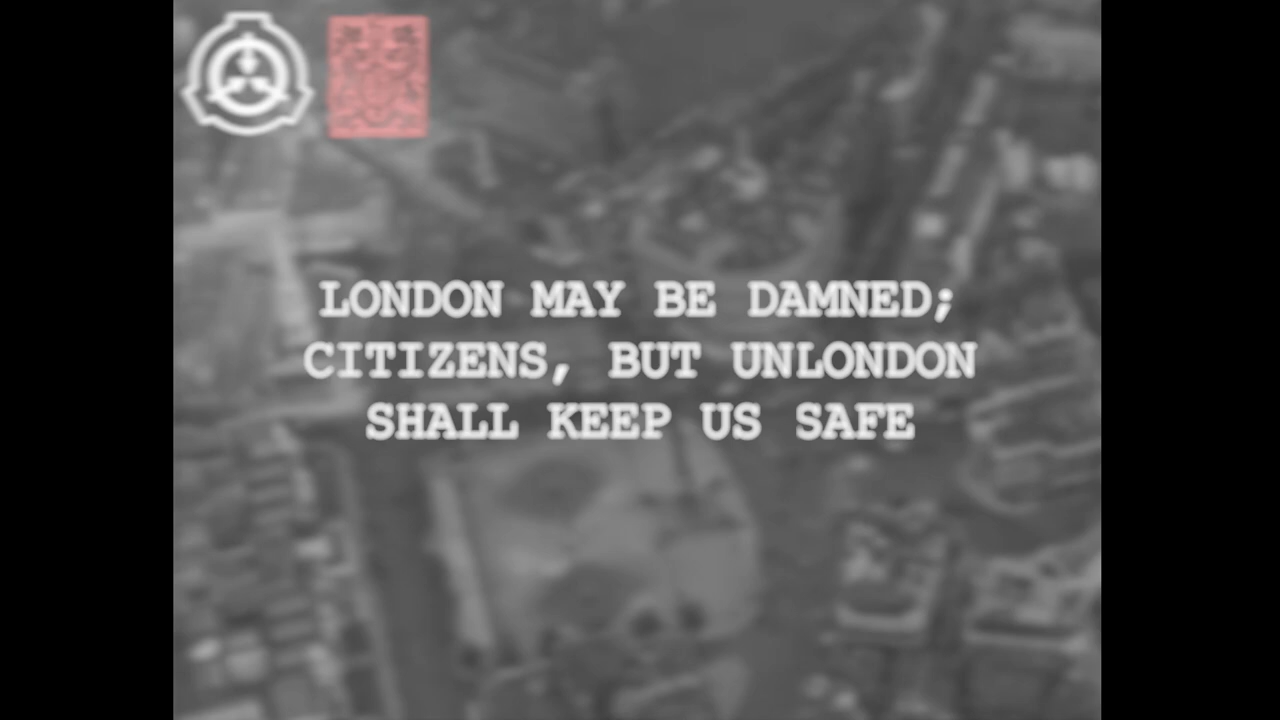 LONDON MAY BE DAMNED;
CITIZENS, BUT UNLONDON
SHALL KEEP US SAFE